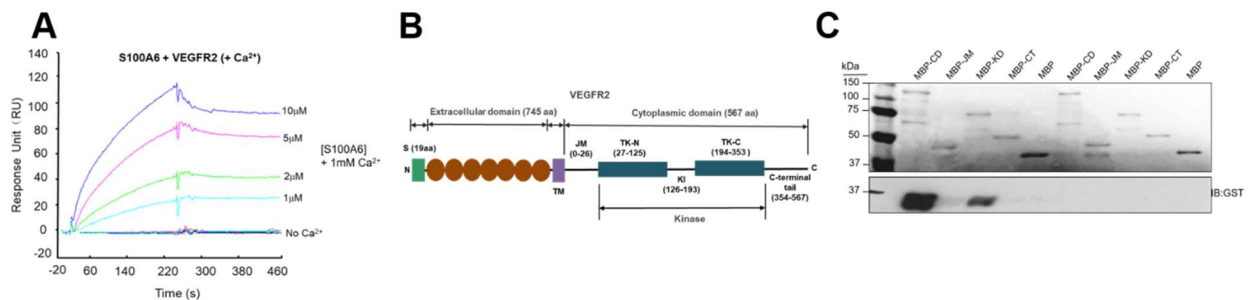 A
S100A6 + VEGFR2 (+ Ca²⁺)
Response Unit (RU)
140
120
100
80
60
40
20
0
-20
-20 60 140 220 300 380 460
Time (s)
10μM
5μM
2μM
1μM
No Ca²⁺
[S100A6]
+ 1mM Ca²⁺
B
VEGFR2
Extracellular domain (745 aa)
Cytoplasmic domain (567 aa)
S (19aa)
N
TM
JM
(0-26)
TK-N
(27-125)
KI
(126-193)
TK-C
(194-353)
C
C-terminal
tail
(354-567)
Kinase
C
kDa
MBP-CD MBP-JM MBP-KD MBP-CT MBP MBP-CD MBP-JM MBP-KD MBP-CT MBP
150
100
75
50
37
37
IB:GST